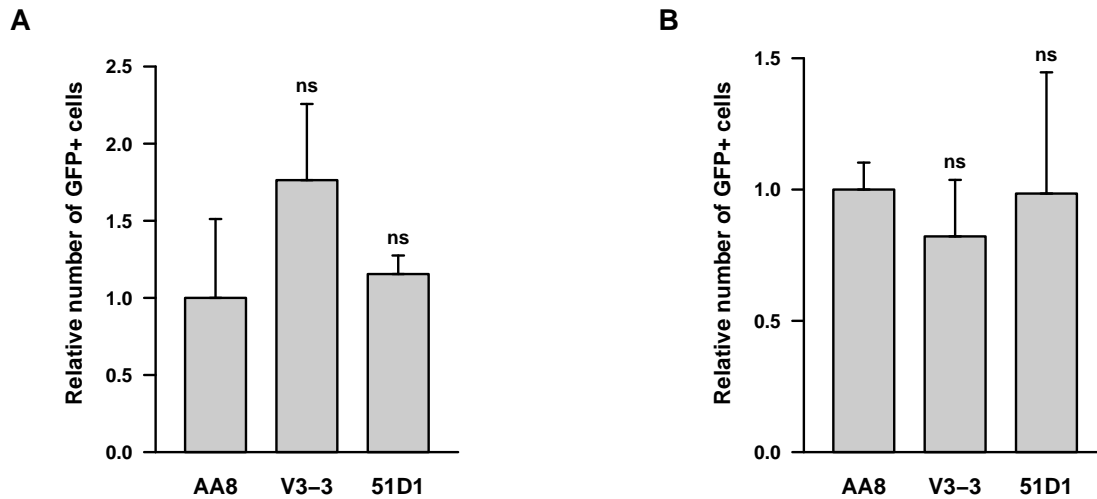 A
Relative number of GFP+ cells
2.5
2.0
1.5
1.0
0.5
0.0
ns
ns
AA8
V3−3
51D1
B
Relative number of GFP+ cells
1.5
1.0
0.5
0.0
ns
ns
AA8
V3−3
51D1